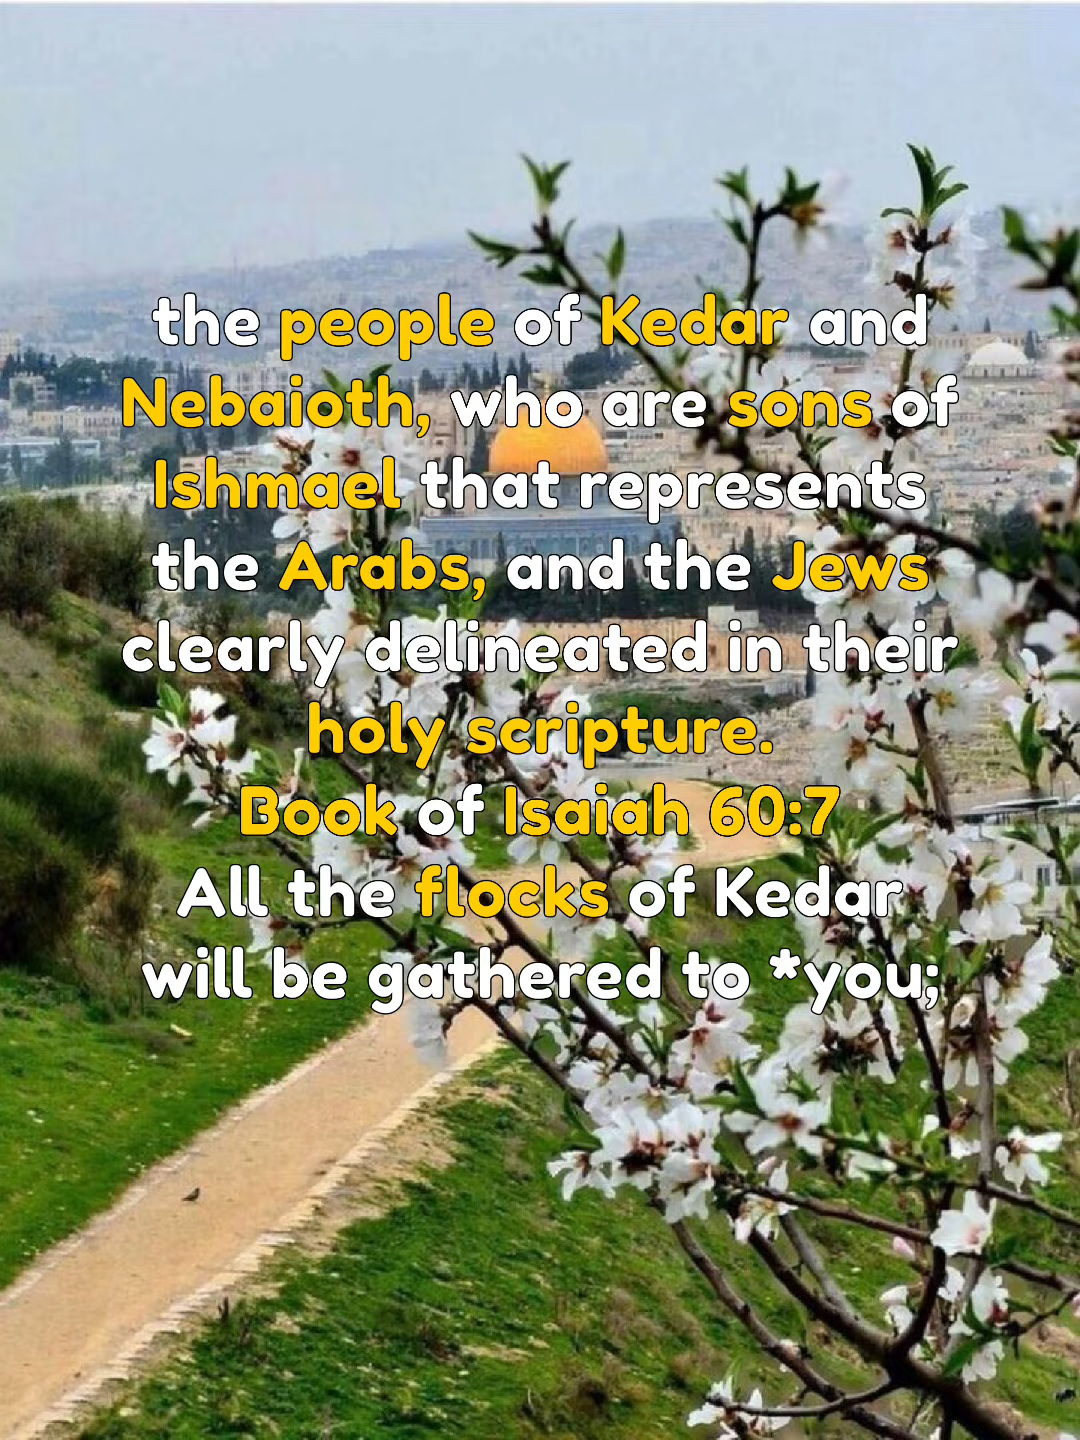 the people of Kedar and
Nebaioth, who are sons of
Ishmael that represents
the Arabs, and the Jews
clearly delineated in their
holy scripture.
Book of Isaiah 60:7
All the flocks of Kedar
will be gathered to *you;